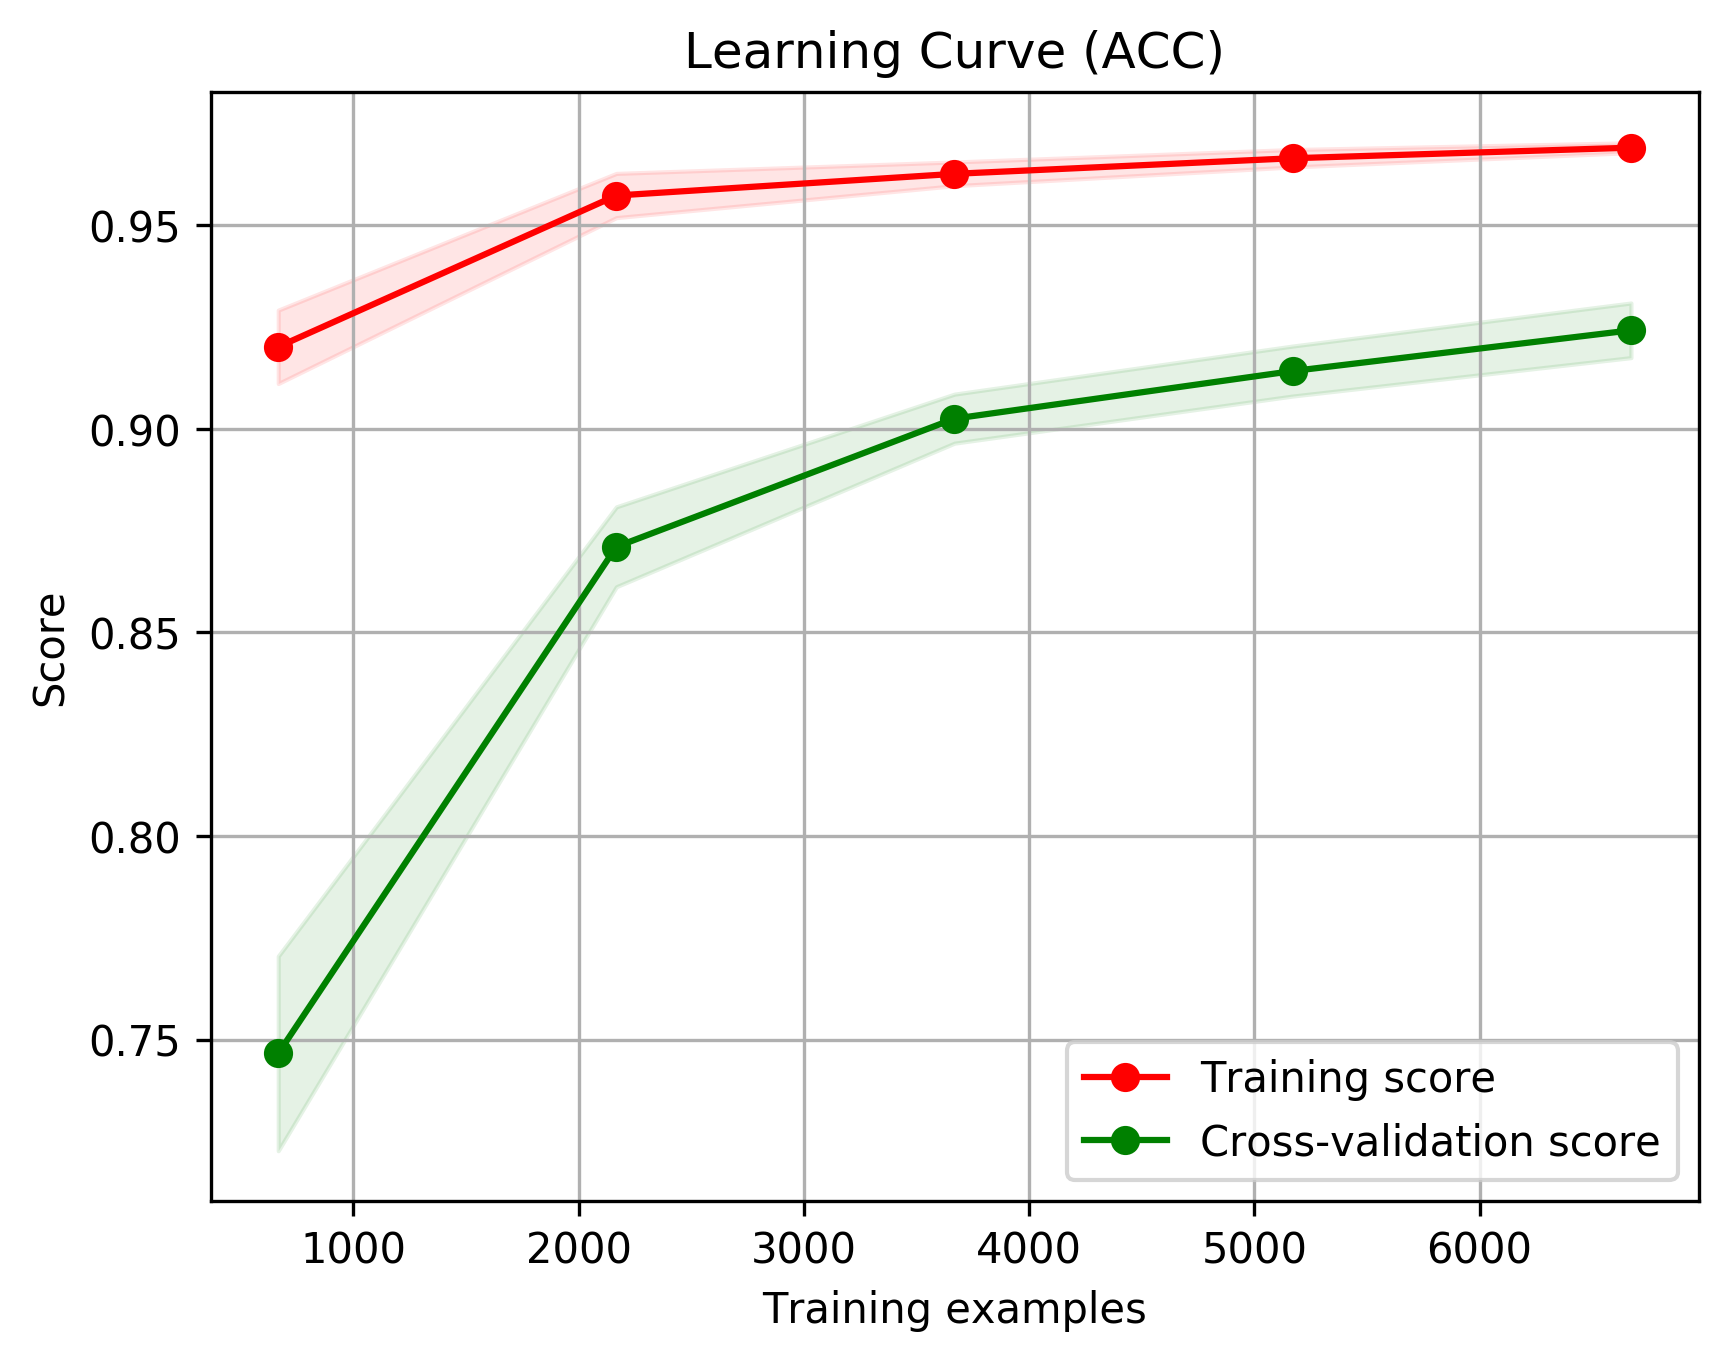 Learning Curve (ACC)
0.95
0.90
0.85
0.80
0.75
Score
1000 2000 3000 4000 5000 6000
Training examples
Training score
Cross-validation score